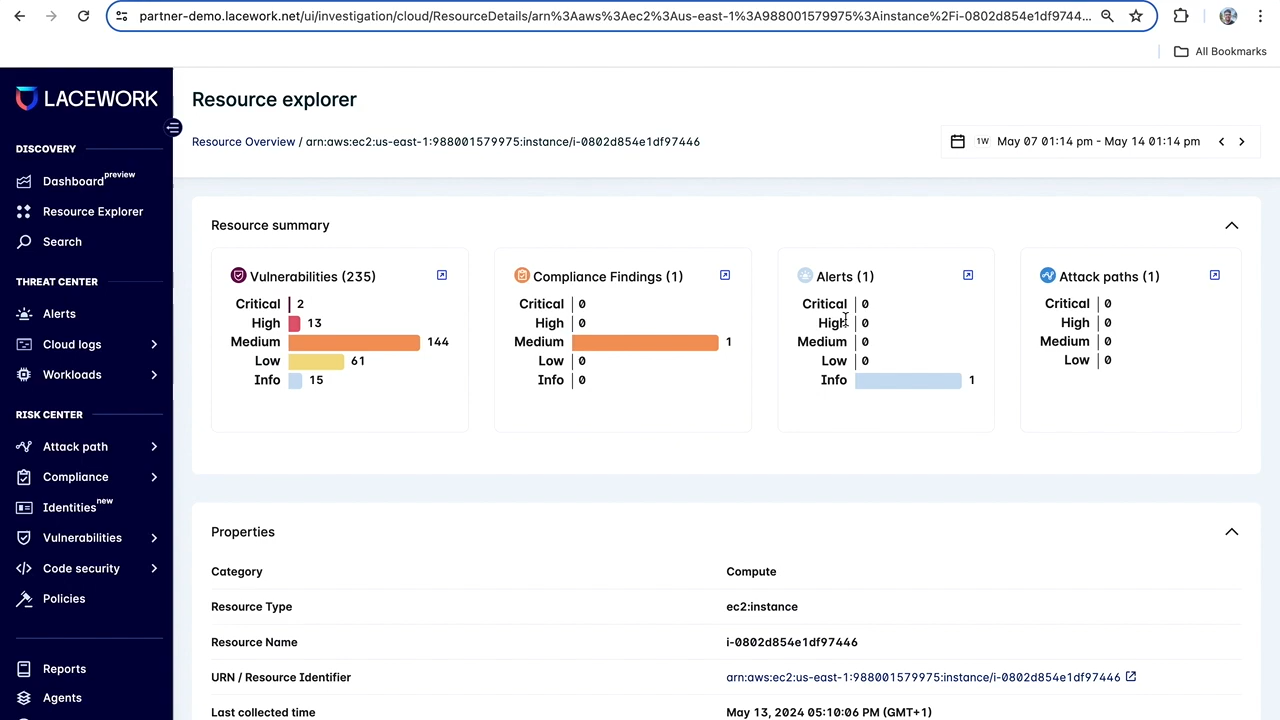 partner-demo.lacework.net/ui/investigation/cloud/ResourceDetails/arn%3Aaws%3Aec2%3Aus-east-1%3A988001579975%3Ainstance%2Fi-0802d854e1df9744...
All Bookmarks
LACEWORK
Resource explorer
Resource Overview / arn:aws:ec2:us-east-1:988001579975:instance/i-0802d854e1df97446
1W May 07 01:14 pm - May 14 01:14 pm
DISCOVERY
Dashboard preview
Resource Explorer
Search
THREAT CENTER
Alerts
Cloud logs
Workloads
RISK CENTER
Attack path
Compliance
Identities new
Vulnerabilities
Code security
Policies
Reports
Agents
Resource summary
Vulnerabilities (235)
Critical 2
High 13
Medium 144
Low 61
Info 15
Compliance Findings (1)
Critical 0
High 0
Medium 1
Low 0
Info 0
Alerts (1)
Critical 0
High 0
Medium 0
Low 0
Info 1
Attack paths (1)
Critical 0
High 0
Medium 0
Low 0
Properties
Category Compute
Resource Type ec2:instance
Resource Name i-0802d854e1df97446
URN / Resource Identifier arn:aws:ec2:us-east-1:988001579975:instance/i-0802d854e1df97446
Last collected time May 13, 2024 05:10:06 PM (GMT+1)